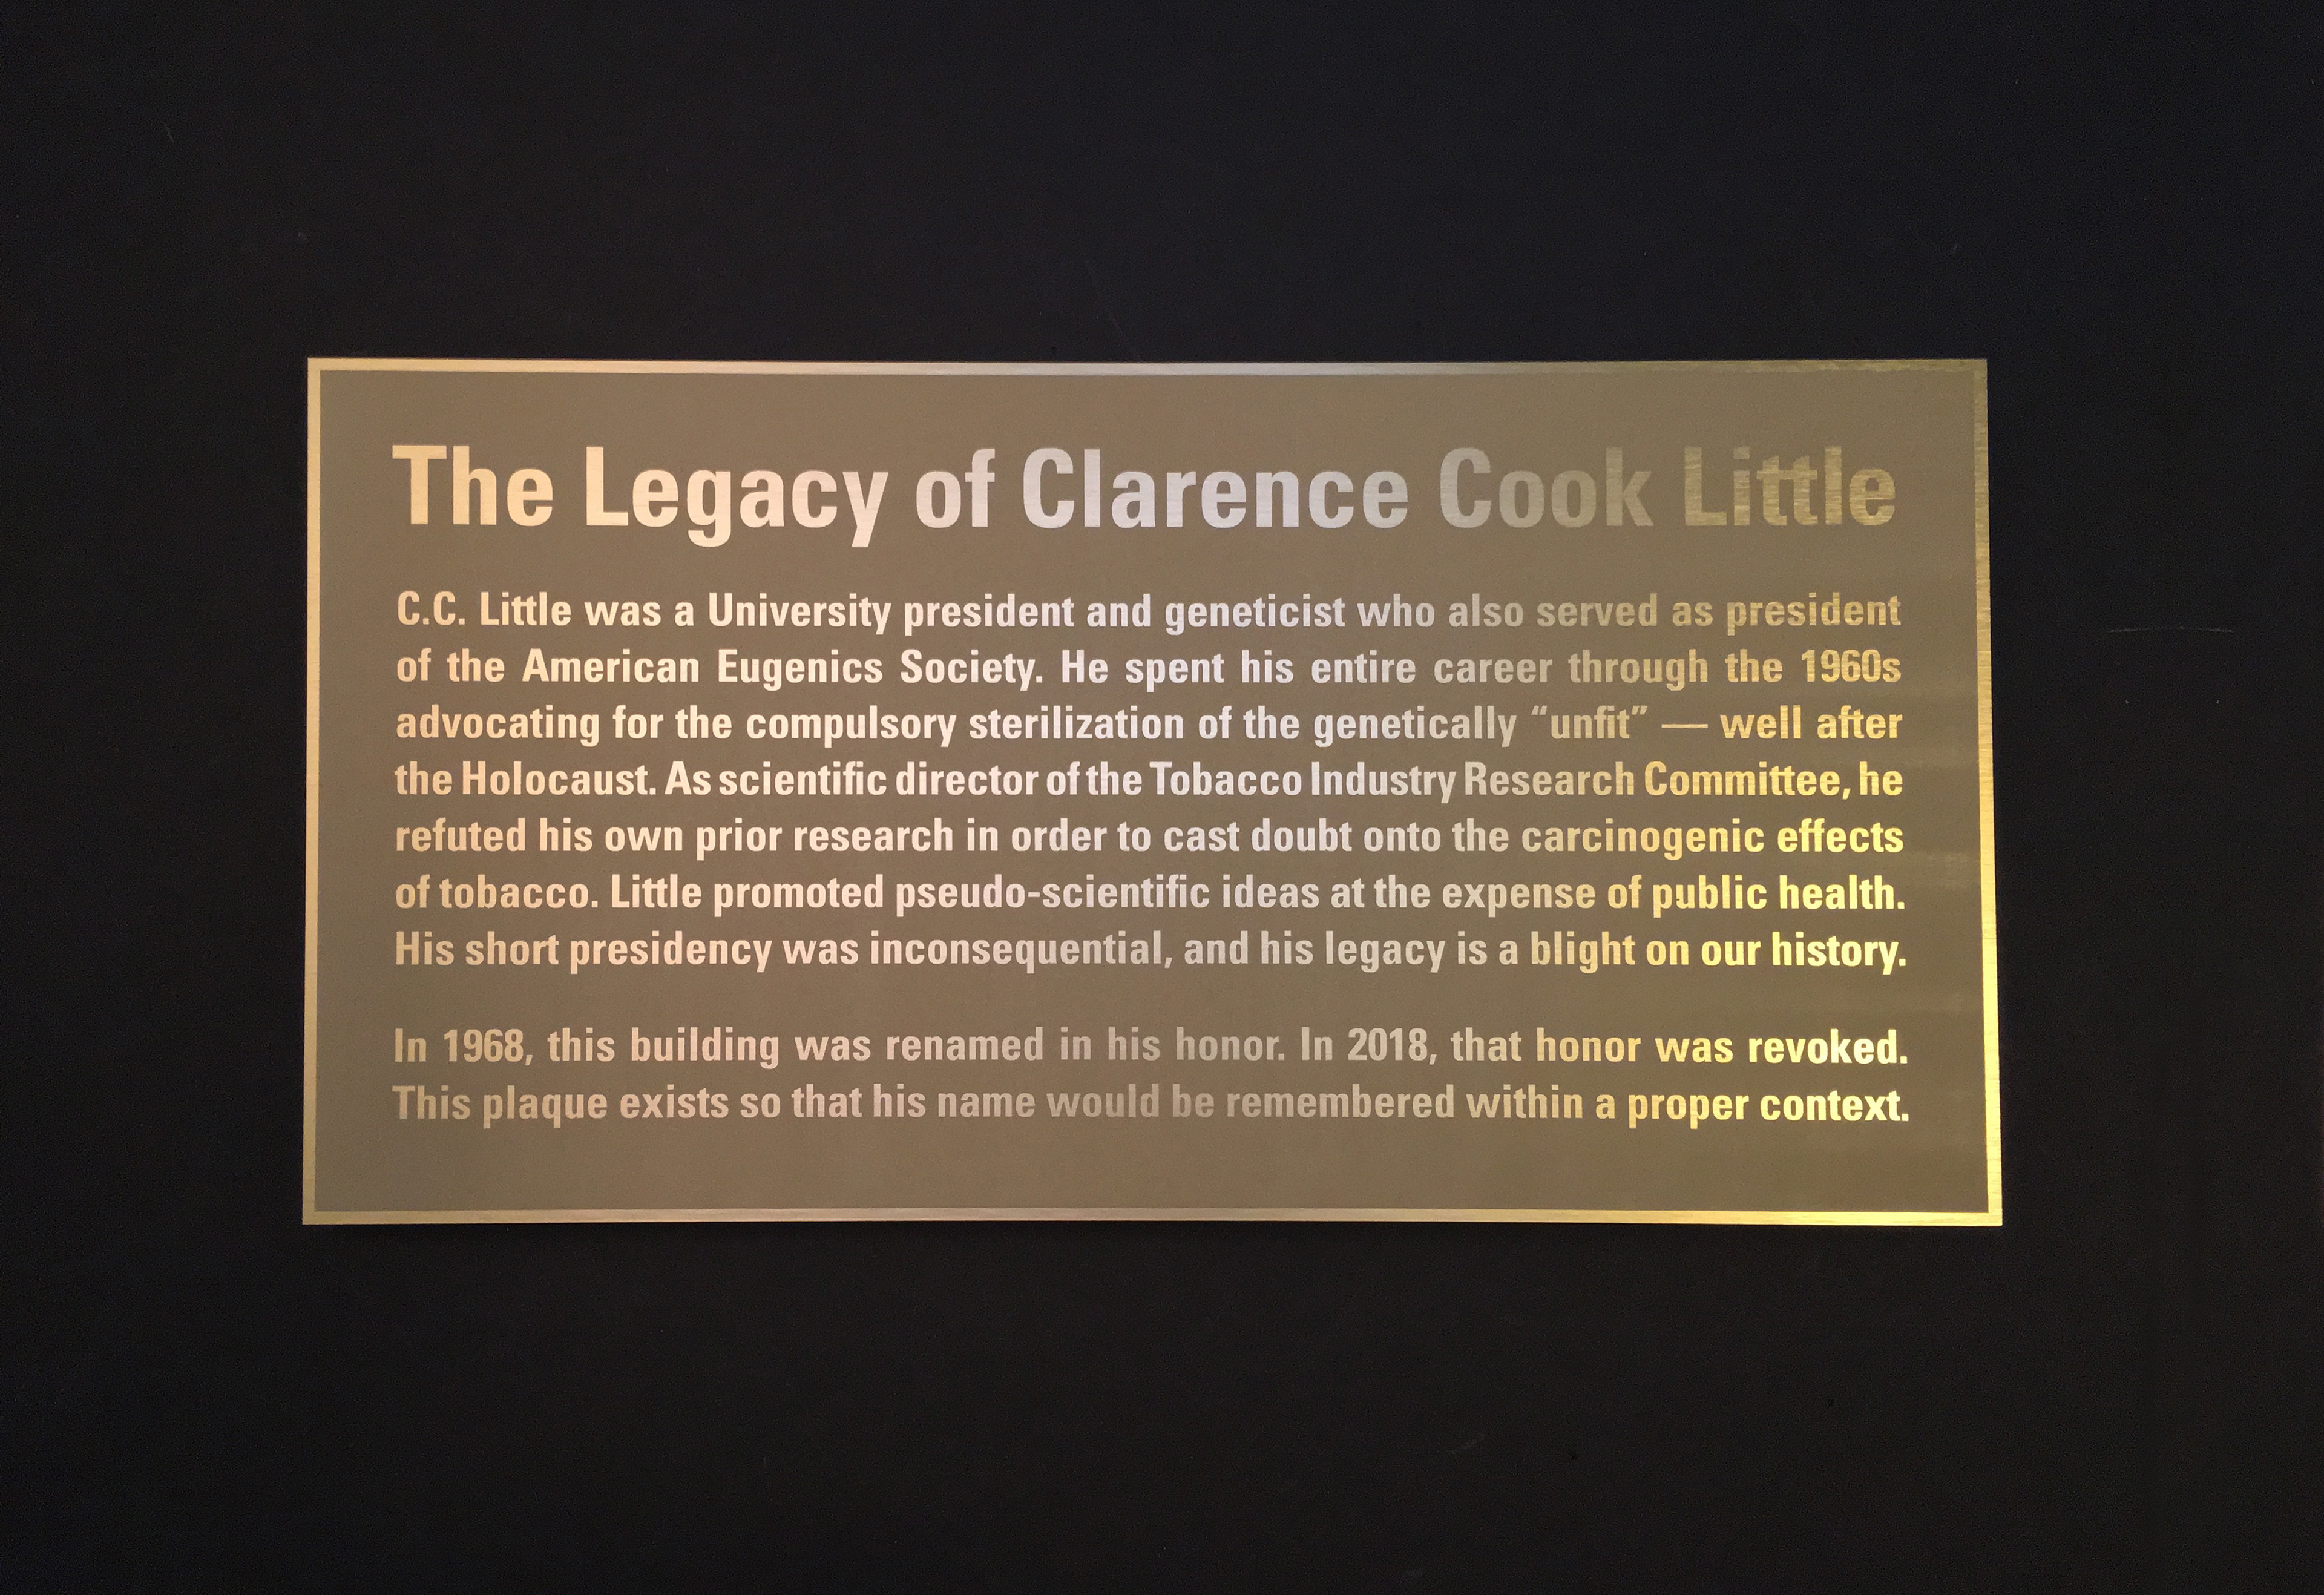 The Legacy of Clarence Cook Little
C.C. Little was a University president and geneticist who also served as president
of the American Eugenics Society. He spent his entire career through the 1960s
advocating for the compulsory sterilization of the genetically “unfit” — well after
the Holocaust. As scientific director of the Tobacco Industry Research Committee, he
refuted his own prior research in order to cast doubt onto the carcinogenic effects
of tobacco. Little promoted pseudo-scientific ideas at the expense of public health.
His short presidency was inconsequential, and his legacy is a blight on our history.
In 1968, this building was renamed in his honor. In 2018, that honor was revoked.
This plaque exists so that his name would be remembered within a proper context.